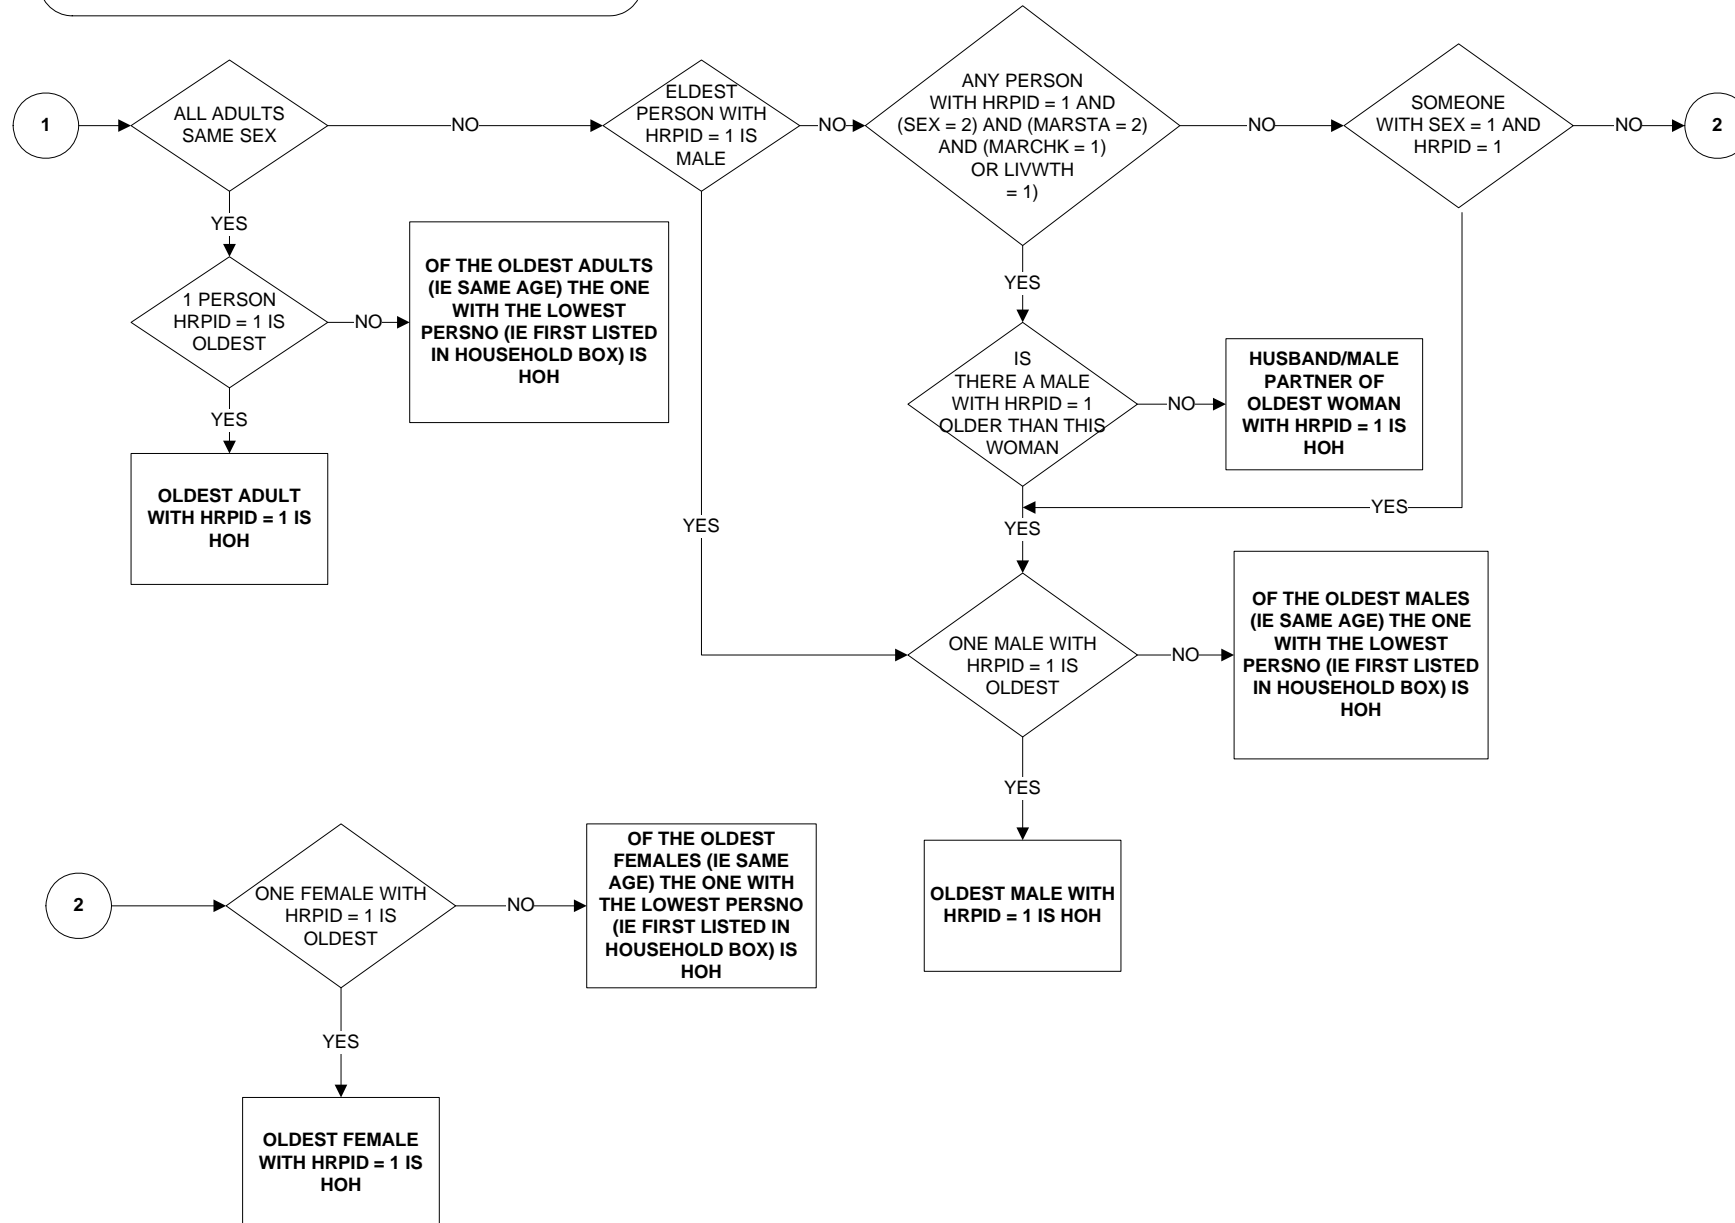 1
ALL ADULTS
SAME SEX
NO
ELDEST
PERSON WITH
HRPID = 1 IS
MALE
NO
ANY PERSON
WITH HRPID = 1 AND
(SEX = 2) AND (MARSTA = 2)
AND (MARCHK = 1)
OR LIVWTH
= 1)
NO
SOMEONE
WITH SEX = 1 AND
HRPID = 1
NO
2
YES
1 PERSON
HRPID = 1 IS
OLDEST
NO
OF THE OLDEST ADULTS
(IE SAME AGE) THE ONE
WITH THE LOWEST
PERSNO (IE FIRST LISTED
IN HOUSEHOLD BOX) IS
HOH
YES
OLDEST ADULT
WITH HRPID = 1 IS
HOH
YES
YES
IS
THERE A MALE
WITH HRPID = 1
OLDER THAN THIS
WOMAN
NO
HUSBAND/MALE
PARTNER OF
OLDEST WOMAN
WITH HRPID = 1 IS
HOH
YES
YES
ONE MALE WITH
HRPID = 1 IS
OLDEST
NO
OF THE OLDEST MALES
(IE SAME AGE) THE ONE
WITH THE LOWEST
PERSNO (IE FIRST LISTED
IN HOUSEHOLD BOX) IS
HOH
YES
OLDEST MALE WITH
HRPID = 1 IS HOH
2
ONE FEMALE WITH
HRPID = 1 IS
OLDEST
NO
OF THE OLDEST
FEMALES (IE SAME
AGE) THE ONE WITH
THE LOWEST PERSNO
(IE FIRST LISTED IN
HOUSEHOLD BOX) IS
HOH
YES
OLDEST FEMALE
WITH HRPID = 1 IS
HOH